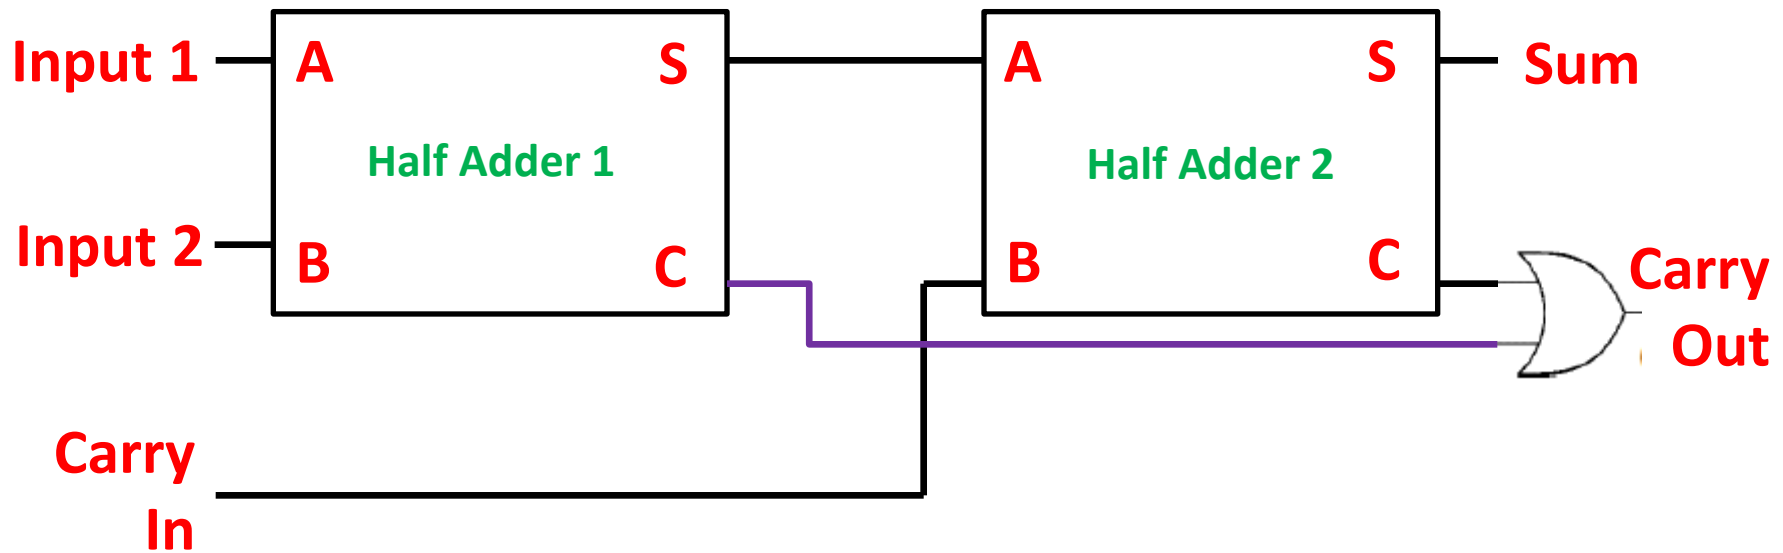 Input 1
A
S
A
S
Sum
Half Adder 1
Half Adder 2
Input 2
B
C
B
C
Carry
Out
Carry
In